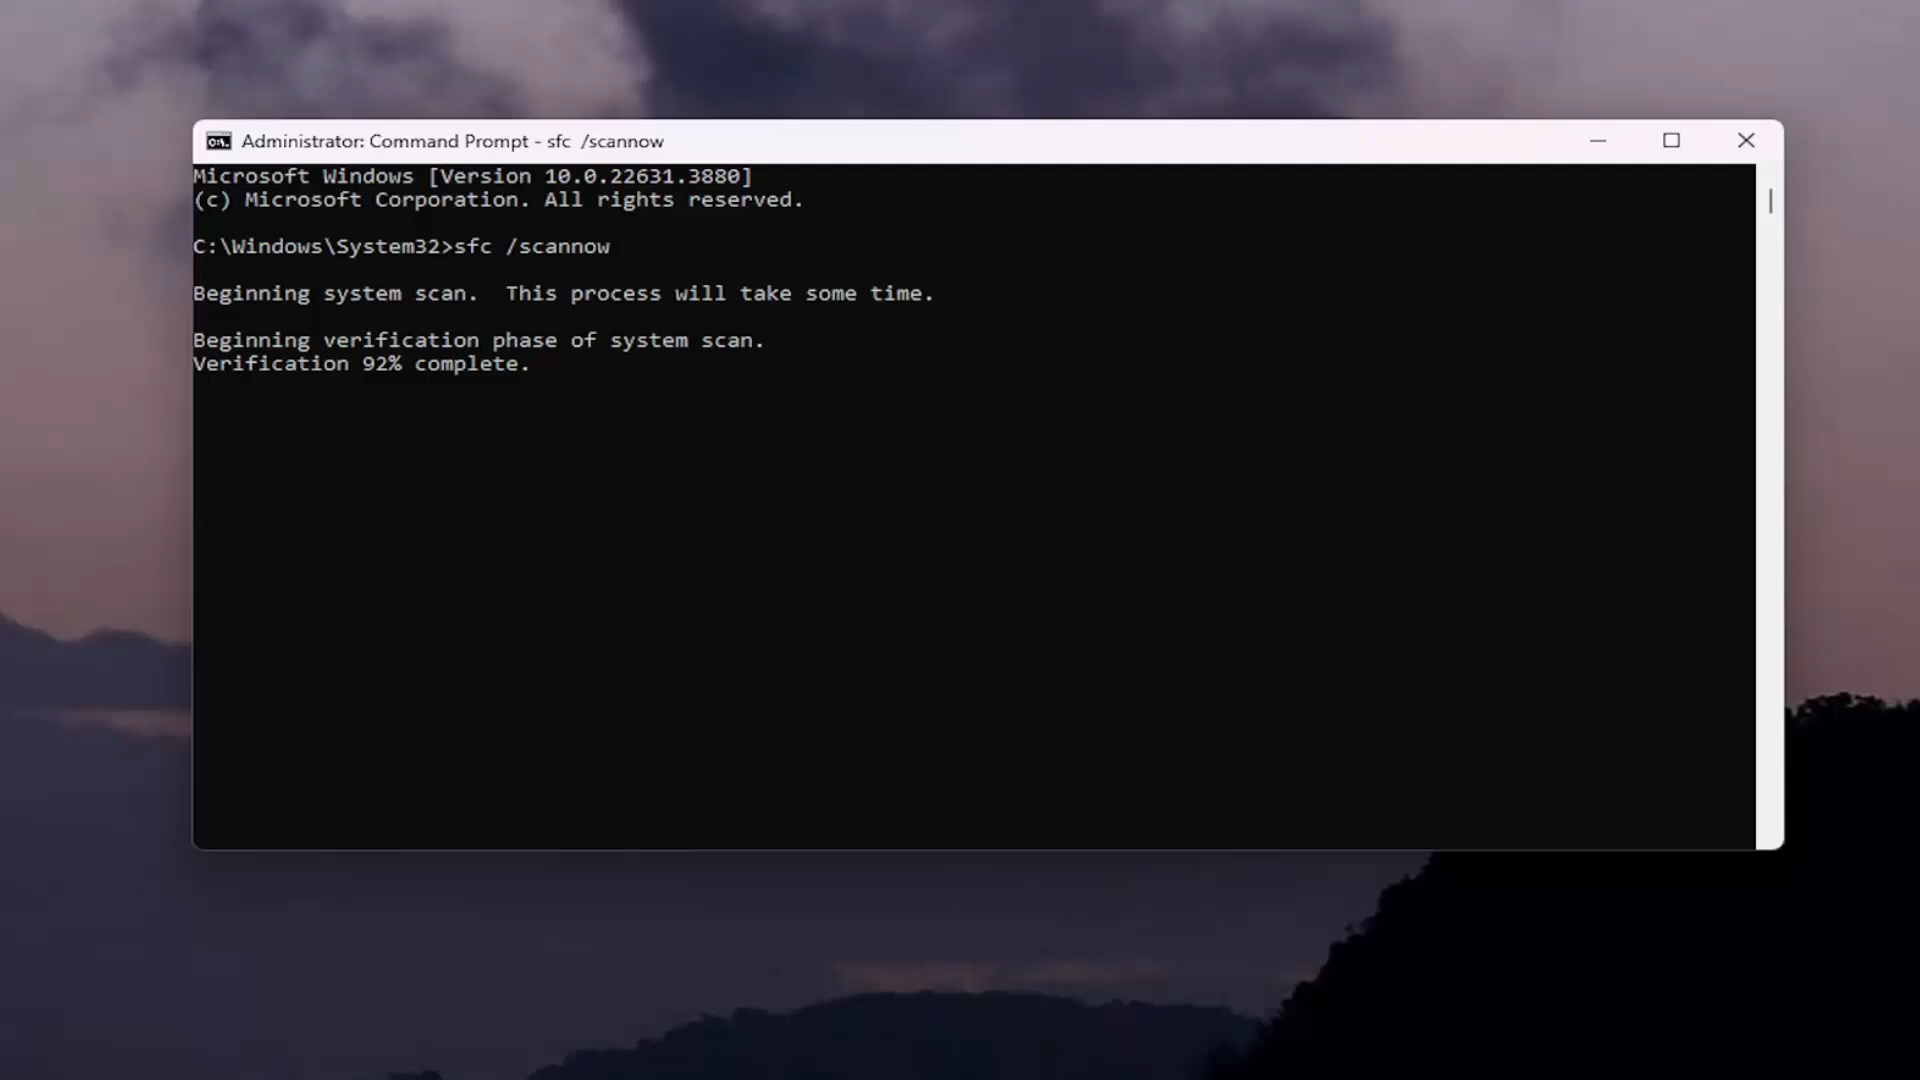 Administrator: Command Prompt - sfc  /scannow
Microsoft Windows [Version 10.0.22631.3880]
(c) Microsoft Corporation. All rights reserved.
C:\Windows\System32>sfc /scannow
Beginning system scan.  This process will take some time.
Beginning verification phase of system scan.
Verification 92% complete.